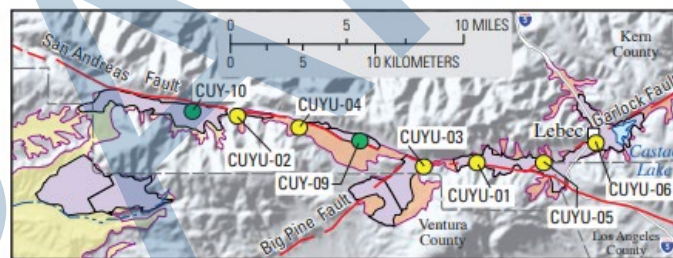 0 5 10 MILES
0 5 10 KILOMETERS
San Andreas Fault
CUY-10
CUYU-04
CUYU-02
CUY-09
CUYU-03
CUYU-01
CUYU-05
CUYU-06
Big Pine Fault
Garlock Fault
Lebec
Kern
County
5
Lake
Ventura
County
Los Angeles
County
5